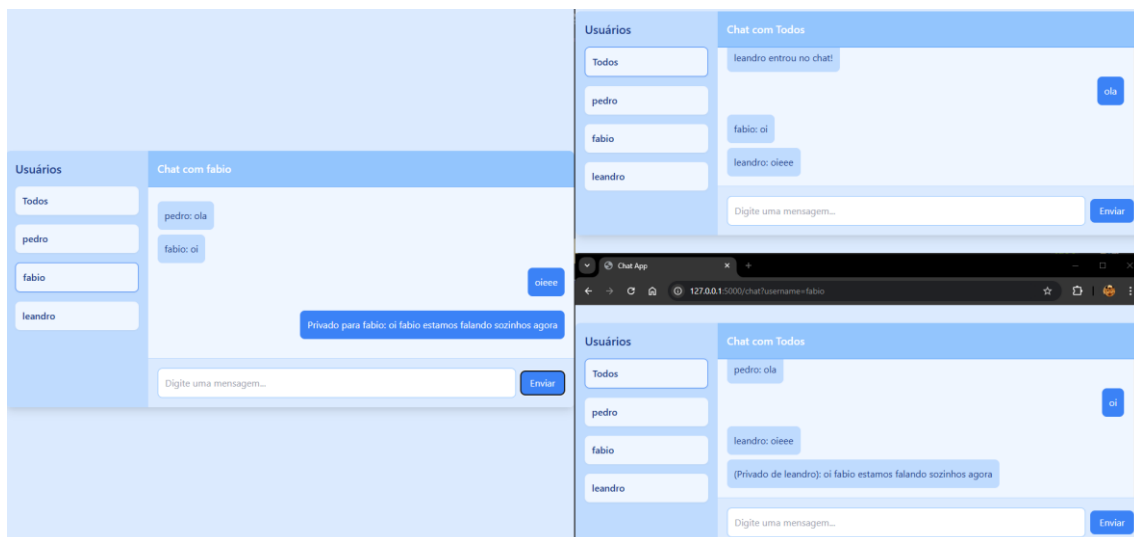 Usuários
Chat com fabio
Todos
pedro
fabio
leandro
pedro: ola
fabio: oi
oieee
Privado para fabio: oi fabio estamos falando sozinhos agora
Digite uma mensagem...
Enviar
Usuários
Chat com Todos
Todos
pedro
fabio
leandro
leandro entrou no chat!
ola
fabio: oi
leandro: oieee
Digite uma mensagem...
Enviar
Chat App
127.0.0.1:5000/chat?username=fabio
Usuários
Chat com Todos
Todos
pedro
fabio
leandro
pedro: ola
oi
leandro: oieee
(Privado de leandro): oi fabio estamos falando sozinhos agora
Digite uma mensagem...
Enviar